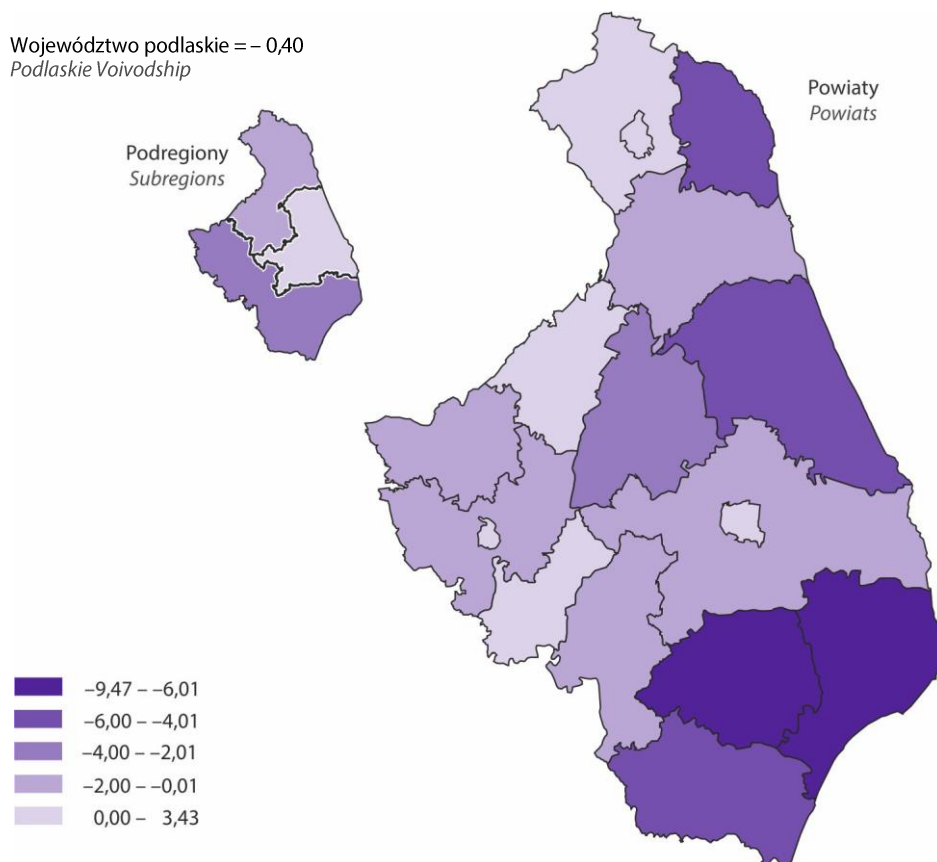 Województwo podlaskie = – 0,40
Podlaskie Voivodship
Powiaty
Powiats
Podregiony
Subregions
–9,47 – –6,01
–6,00 – –4,01
–4,00 – –2,01
–2,00 – –0,01
0,00 – 3,43